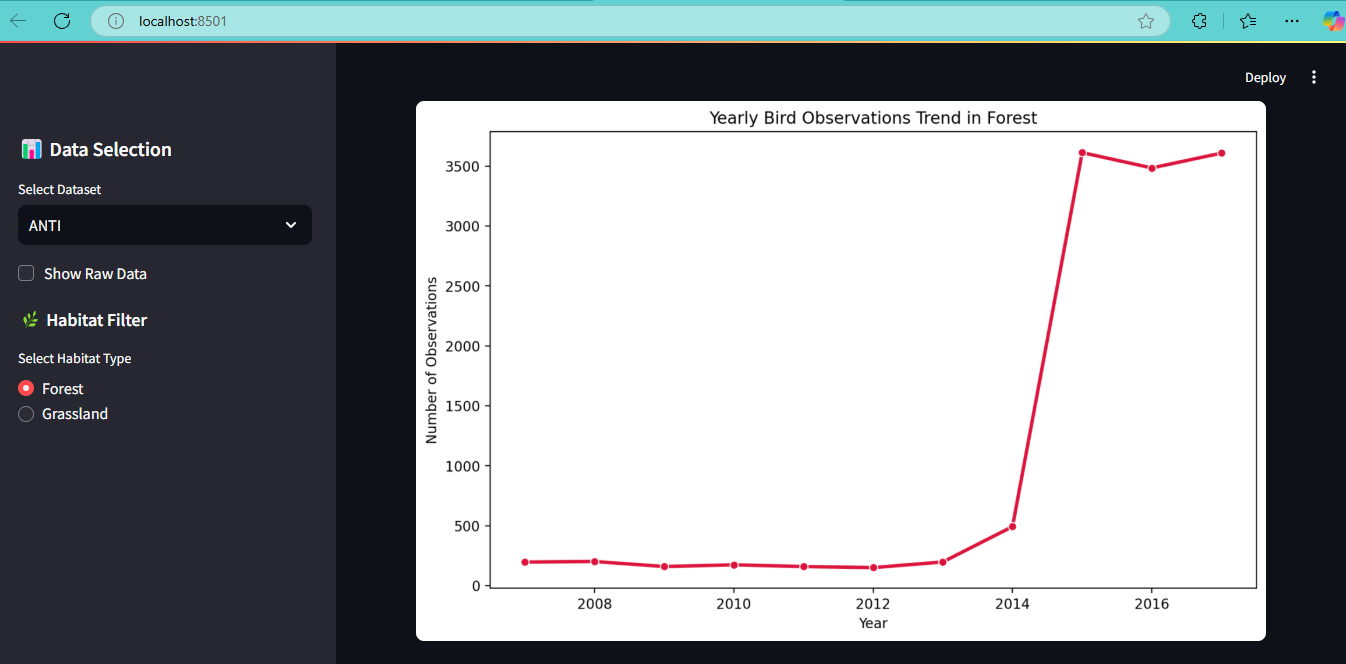 localhost:8501
Deploy
Data Selection
Select Dataset
ANTI
Show Raw Data
Habitat Filter
Select Habitat Type
Forest
Grassland
Yearly Bird Observations Trend in Forest
Number of Observations
3500
3000
2500
2000
1500
1000
500
0
2008 2010 2012 2014 2016
Year